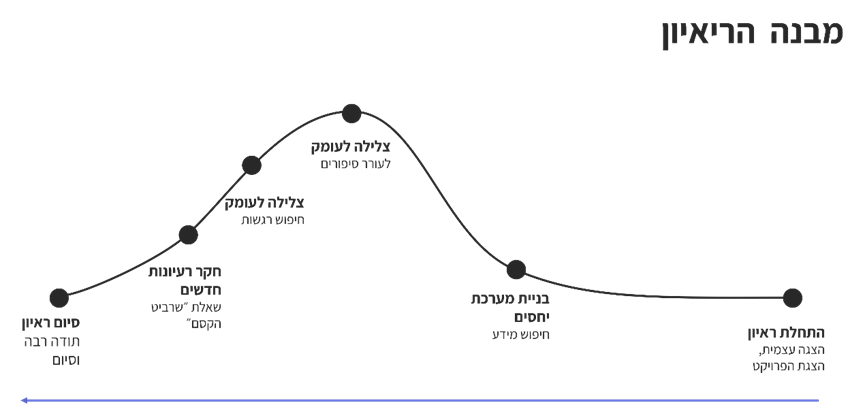 מבנה הריאיון
התחלת ראיון
הצגה עצמית,
הצגת הפרויקט
בניית מערכת
יחסים
חיפוש מידע
צלילה לעומק
לעורר סיפורים
צלילה לעומק
חיפוש רגשות
חקר רעיונות
חדשים
שאלת ״שרביט
הקסם״
סיום ראיון
תודה רבה
וסיום